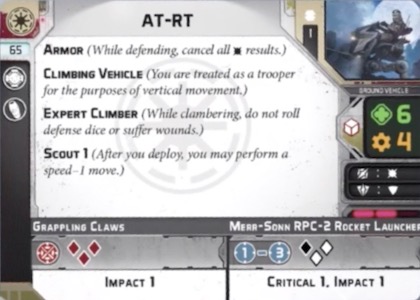 AT-RT
65
1
ARMOR (While defending, cancel all results.)
CLIMBING VEHICLE (You are treated as a trooper
for the purposes of vertical movement.)
EXPERT CLIMBER (While clambering, do not roll
defense dice or suffer wounds.)
SCOUT 1 (After you deploy, you may perform a
speed-1 move.)
GROUND VEHICLE
6
4
GRAPPLING CLAWS
MERR-SONN RPC-2 ROCKET LAUNCHER
1 - 3
IMPACT 1
CRITICAL 1, IMPACT 1